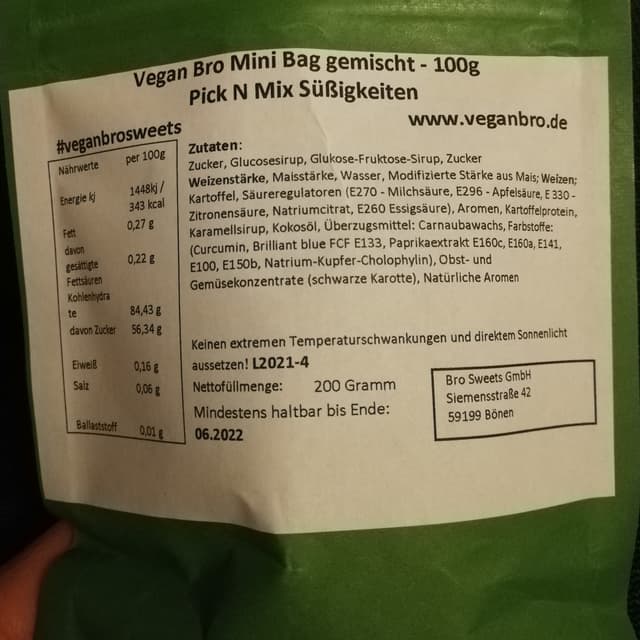 Vegan Bro Mini Bag gemischt - 100g
Pick N Mix Süßigkeiten
www.veganbro.de
#veganbrosweets
Nährwerte per 100g
Energie kj 1448kj /
343 kcal
Fett 0,27 g
davon
gesättigte 0,22 g
Fettsäuren
Kohlenhydra
te 84,43 g
davon Zucker 56,34 g
Eiweiß 0,16 g
Salz 0,06 g
Ballaststoff 0,01 g
Zutaten:
Zucker, Glucosesirup, Glukose-Fruktose-Sirup, Zucker
Weizenstärke, Maisstärke, Wasser, Modifizierte Stärke aus Mais; Weizen;
Kartoffel, Säureregulatoren (E270 - Milchsäure, E296 - Apfelsäure, E 330 -
Zitronensäure, Natriumcitrat, E260 Essigsäure), Aromen, Kartoffelprotein,
Karamellsirup, Kokosöl, Überzugsmittel: Carnaubawachs, Farbstoffe:
(Curcumin, Brilliant blue FCF E133, Paprikaextrakt E160c, E160a, E141,
E100, E150b, Natrium-Kupfer-Cholophylin), Obst- und
Gemüsekonzentrate (schwarze Karotte), Natürliche Aromen
Keinen extremen Temperaturschwankungen und direktem Sonnenlicht
aussetzen! L2021-4
Nettofüllmenge: 200 Gramm
Mindestens haltbar bis Ende:
06.2022
Bro Sweets GmbH
Siemensstraße 42
59199 Bönen